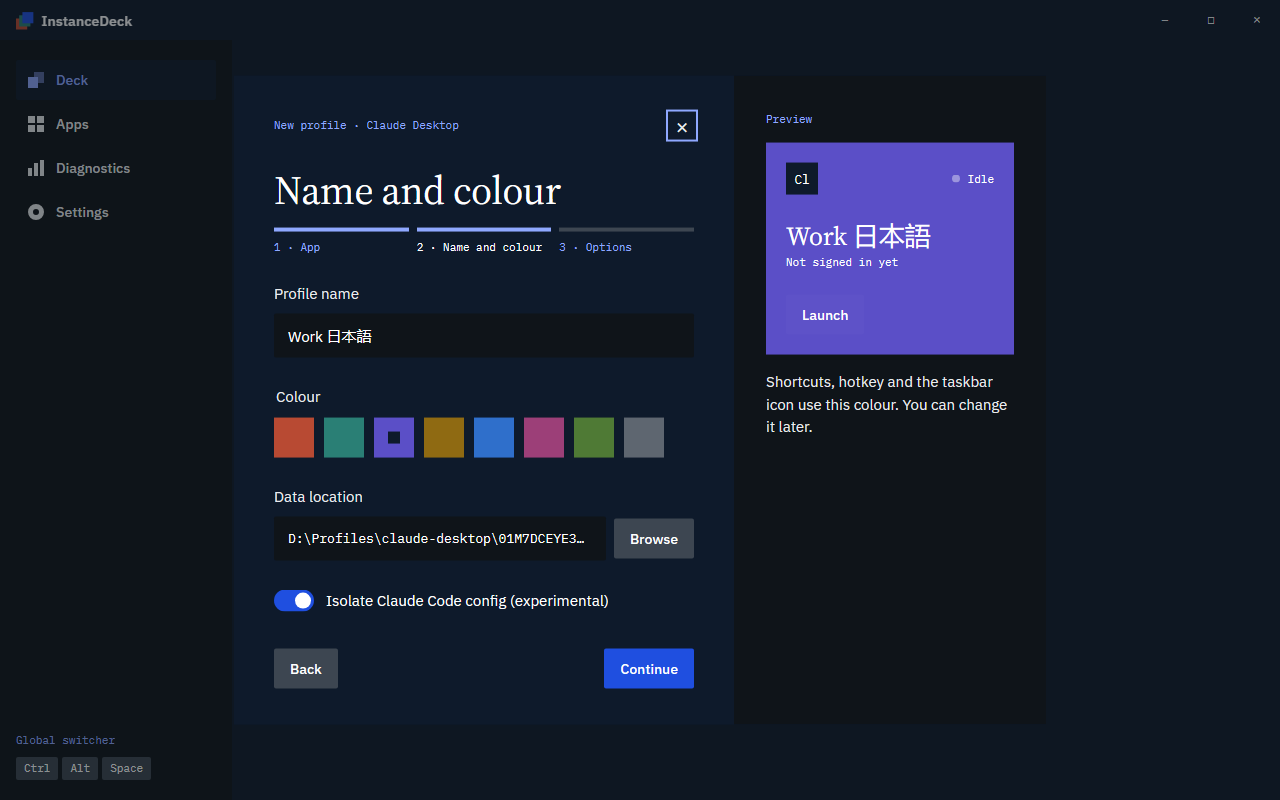 InstanceDeck
Deck
Apps
Diagnostics
Settings
Global switcher
Ctrl Alt Space
New profile · Claude Desktop
Name and colour
1 · App
2 · Name and colour
3 · Options
Profile name
Work 日本語
Colour
Data location
D:\Profiles\claude-desktop\01M7DCEYE3…
Browse
Isolate Claude Code config (experimental)
Back
Continue
Preview
Cl
Idle
Work 日本語
Not signed in yet
Launch
Shortcuts, hotkey and the taskbar
icon use this colour. You can change
it later.